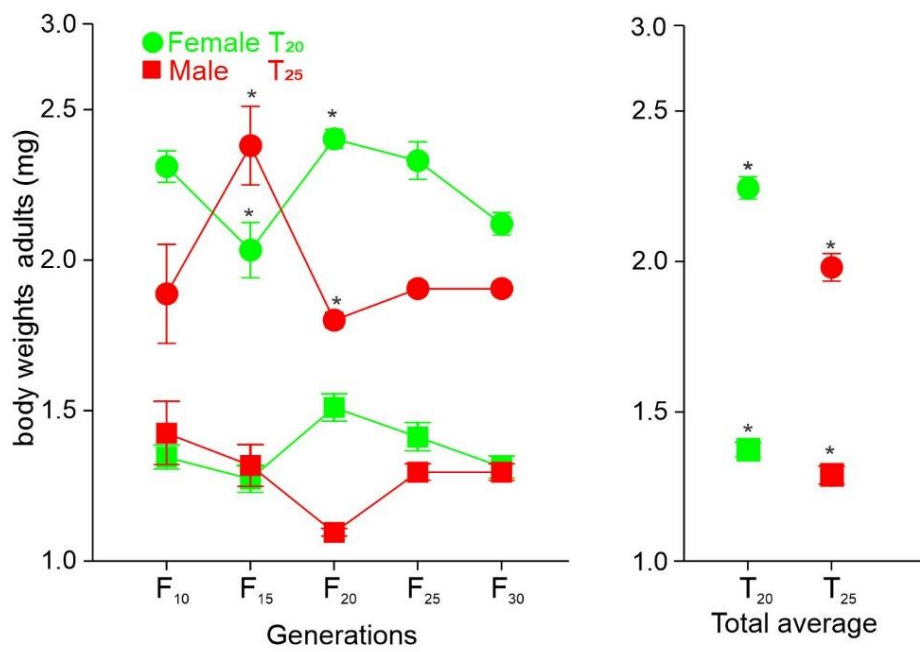 3.0
2.5
2.0
1.5
1.0
body weights adults (mg)
Female T₂₀
Male T₂₅
*
*
*
*
F₁₀ F₁₅ F₂₀ F₂₅ F₃₀
Generations
3.0
2.5
2.0
1.5
1.0
*
*
*
*
T₂₀ T₂₅
Total average